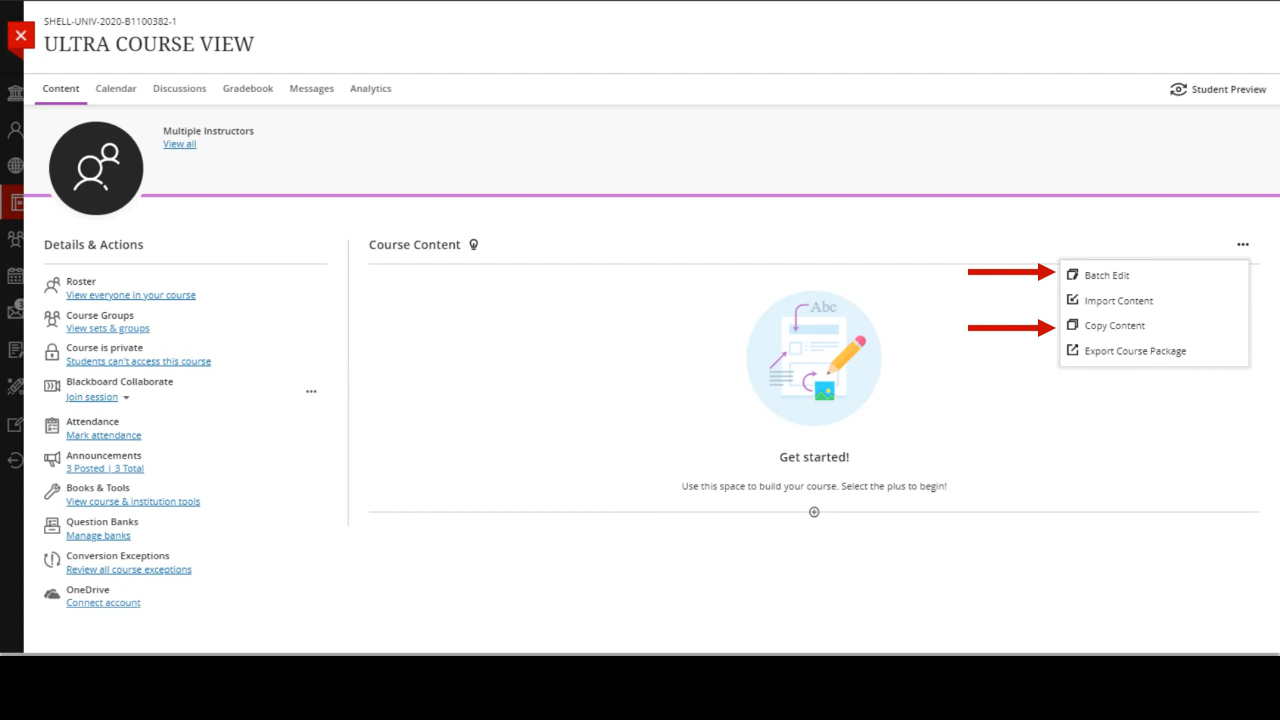 SHELL-UNIV-2020-B1100382-1
ULTRA COURSE VIEW
Content Calendar Discussions Gradebook Messages Analytics
Student Preview
Multiple Instructors
View all
Details & Actions
Roster
View everyone in your course
Course Groups
View sets & groups
Course is private
Students can't access this course
Blackboard Collaborate
Join session
Attendance
Mark attendance
Announcements
3 Posted | 3 Total
Books & Tools
View course & institution tools
Question Banks
Manage banks
Conversion Exceptions
Review all course exceptions
OneDrive
Connect account
Course Content
Batch Edit
Import Content
Copy Content
Export Course Package
Abc
Get started!
Use this space to build your course. Select the plus to begin!